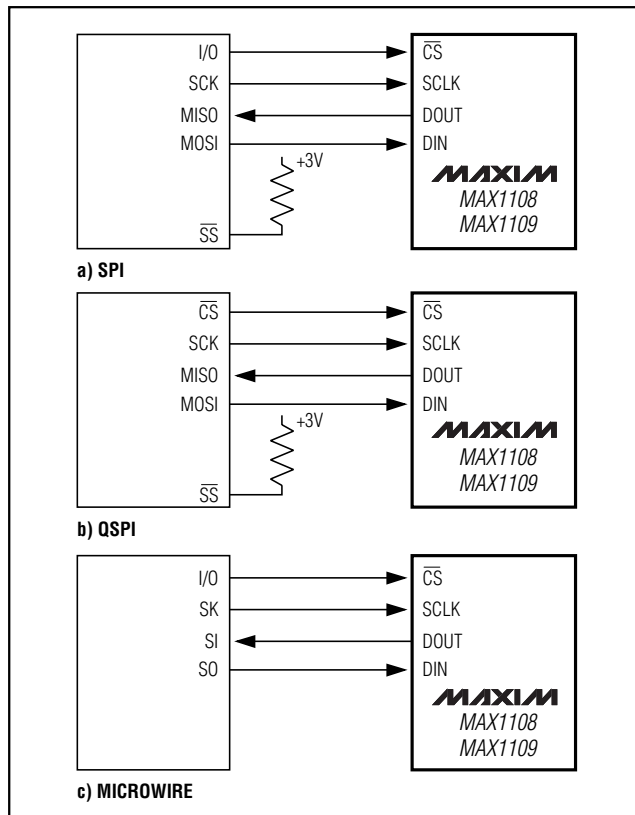 I/O CS̅
SCK SCLK
MISO DOUT
MOSI DIN
+3V
MAXIM
MAX1108
MAX1109
SS̅
a) SPI
CS̅ CS̅
SCK SCLK
MISO DOUT
MOSI DIN
+3V
MAXIM
MAX1108
MAX1109
SS̅
b) QSPI
I/O CS̅
SK SCLK
SI DOUT
SO DIN
MAXIM
MAX1108
MAX1109
c) MICROWIRE